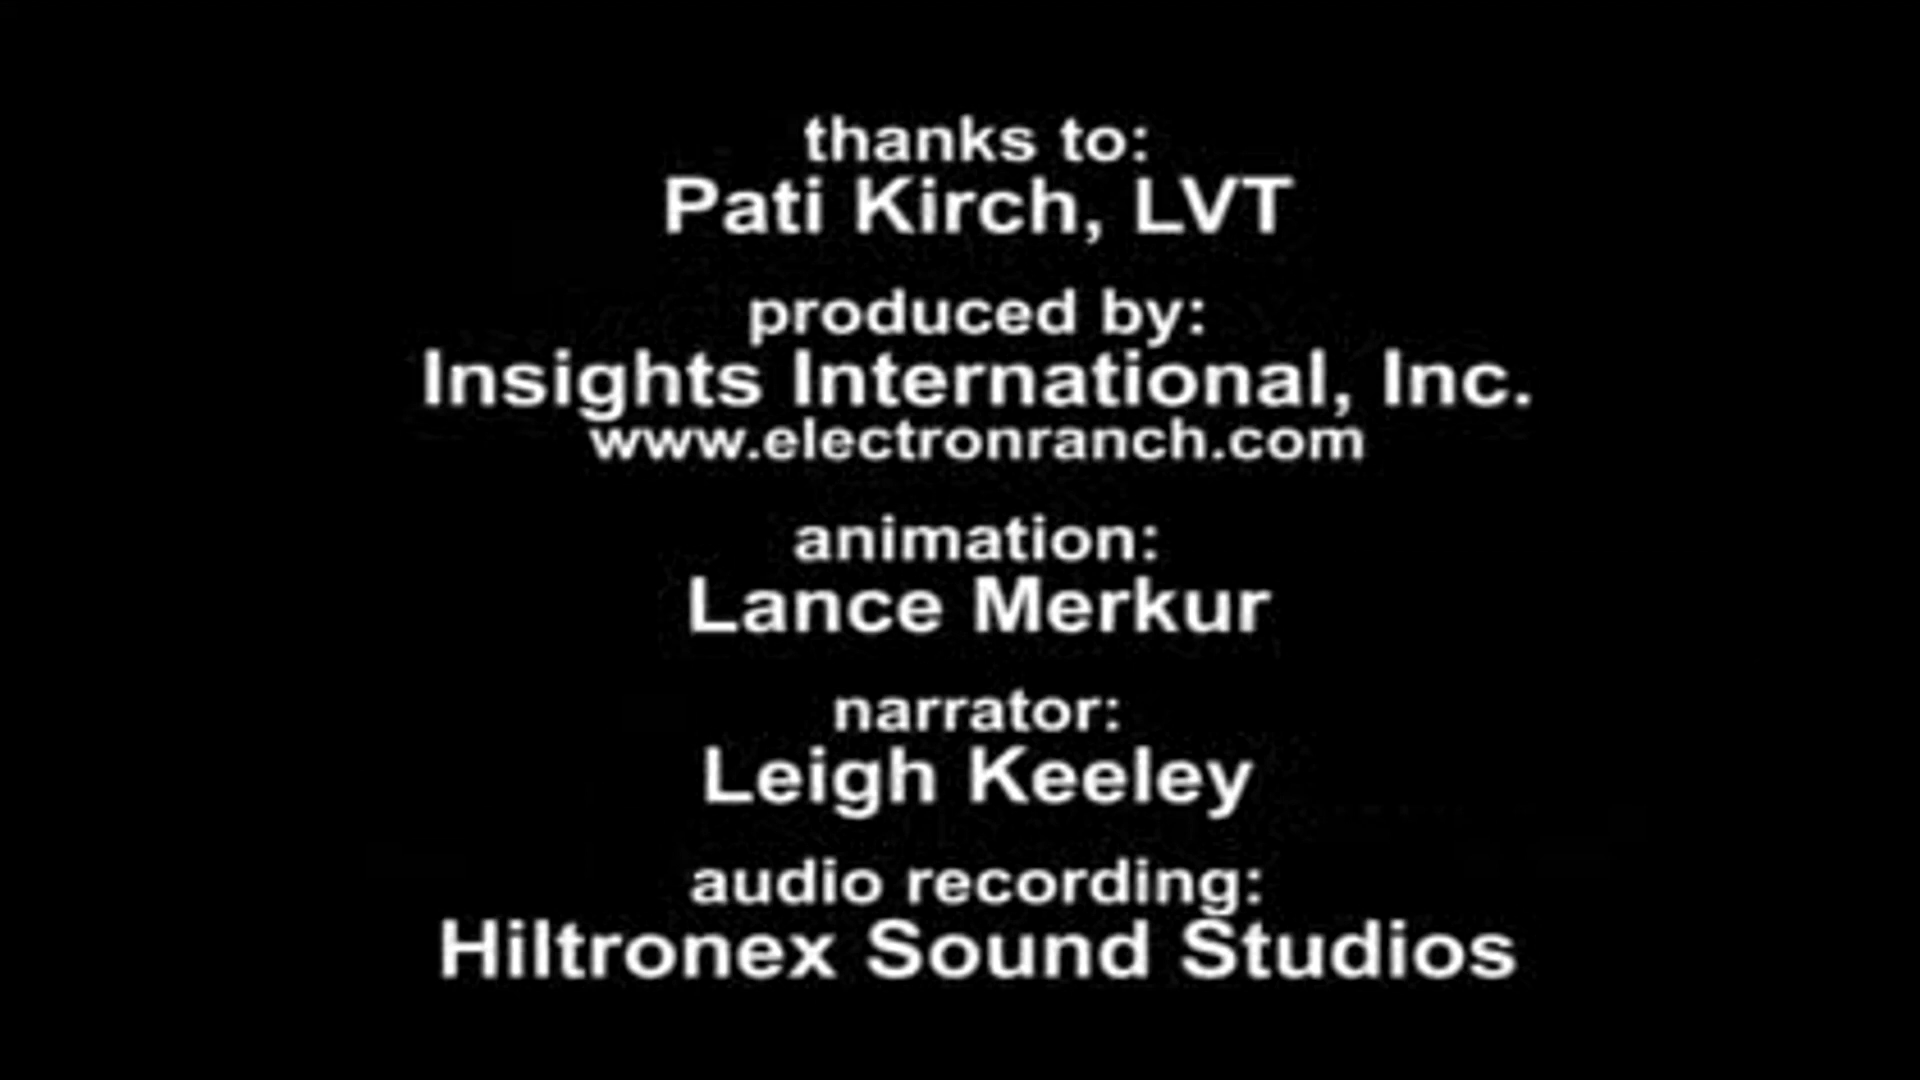 thanks to:
Pati Kirch, LVT
produced by:
Insights International, Inc.
www.electronranch.com
animation:
Lance Merkur
narrator:
Leigh Keeley
audio recording:
Hiltronex Sound Studios